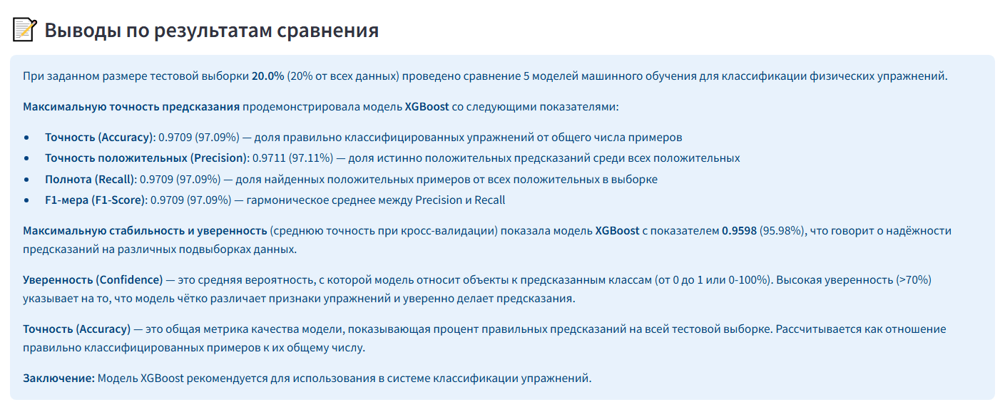 Выводы по результатам сравнения
При заданном размере тестовой выборки 20.0% (20% от всех данных) проведено сравнение 5 моделей машинного обучения для классификации физических упражнений.
Максимальную точность предсказания продемонстрировала модель XGBoost со следующими показателями:
• Точность (Accuracy): 0.9709 (97.09%) — доля правильно классифицированных упражнений от общего числа примеров
• Точность положительных (Precision): 0.9711 (97.11%) — доля истинно положительных предсказаний среди всех положительных
• Полнота (Recall): 0.9709 (97.09%) — доля найденных положительных примеров от всех положительных в выборке
• F1-мера (F1-Score): 0.9709 (97.09%) — гармоническое среднее между Precision и Recall
Максимальную стабильность и уверенность (среднюю точность при кросс-валидации) показала модель XGBoost с показателем 0.9598 (95.98%), что говорит о надёжности
предсказаний на различных подвыборках данных.
Уверенность (Confidence) — это средняя вероятность, с которой модель относит объекты к предсказанным классам (от 0 до 1 или 0-100%). Высокая уверенность (>70%)
указывает на то, что модель чётко различает признаки упражнений и уверенно делает предсказания.
Точность (Accuracy) — это общая метрика качества модели, показывающая процент правильных предсказаний на всей тестовой выборке. Рассчитывается как отношение
правильно классифицированных примеров к их общему числу.
Заключение: Модель XGBoost рекомендуется для использования в системе классификации упражнений.